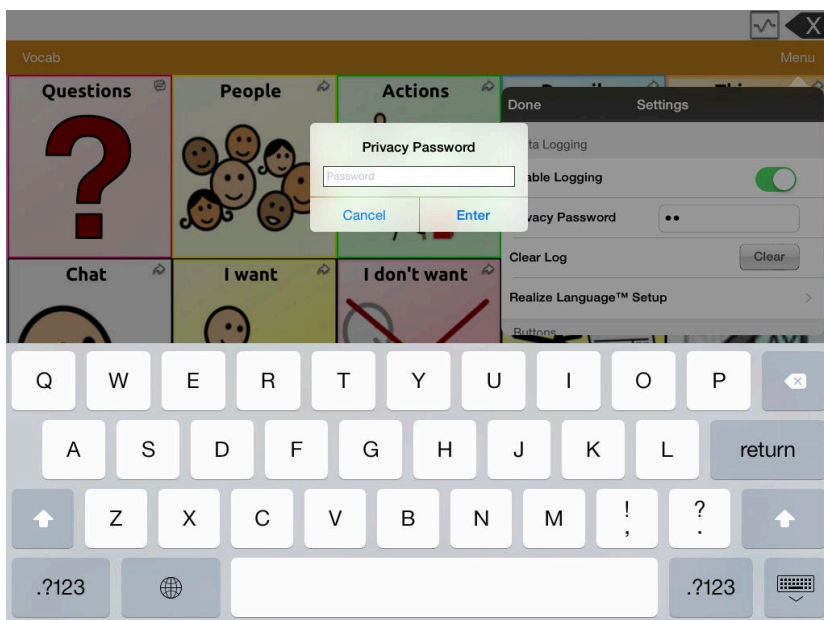 X
Vocab Menu
Questions People Actions
Done Settings
Privacy Password
ta Logging
Password
able Logging
Cancel Enter
vacy Password ••
Clear Log Clear
Chat I want I don't want
Realize Language™ Setup
Buttons
Q W E R T Y U I O P
A S D F G H J K L return
Z X C V B N M ! , ? .
.?123 .?123